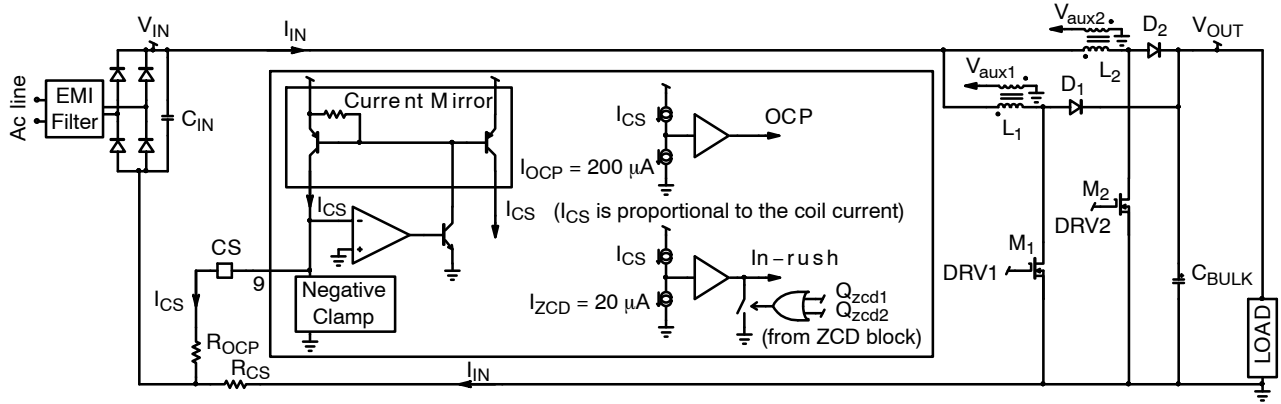 Ac line
EMI
Filter
VIN
CIN
IIN
Current Mirror
ICS
ICS
CS
9
ICS
Negative
Clamp
ROCP
RCS
IIN
ICS
OCP
IOCP = 200 μA
(ICS is proportional to the coil current)
ICS
In−rush
IZCD = 20 μA
Qzcd1
Qzcd2
(from ZCD block)
Vaux2
D2
VOUT
L2
Vaux1
D1
L1
M2
DRV2
M1
DRV1
CBULK
LOAD